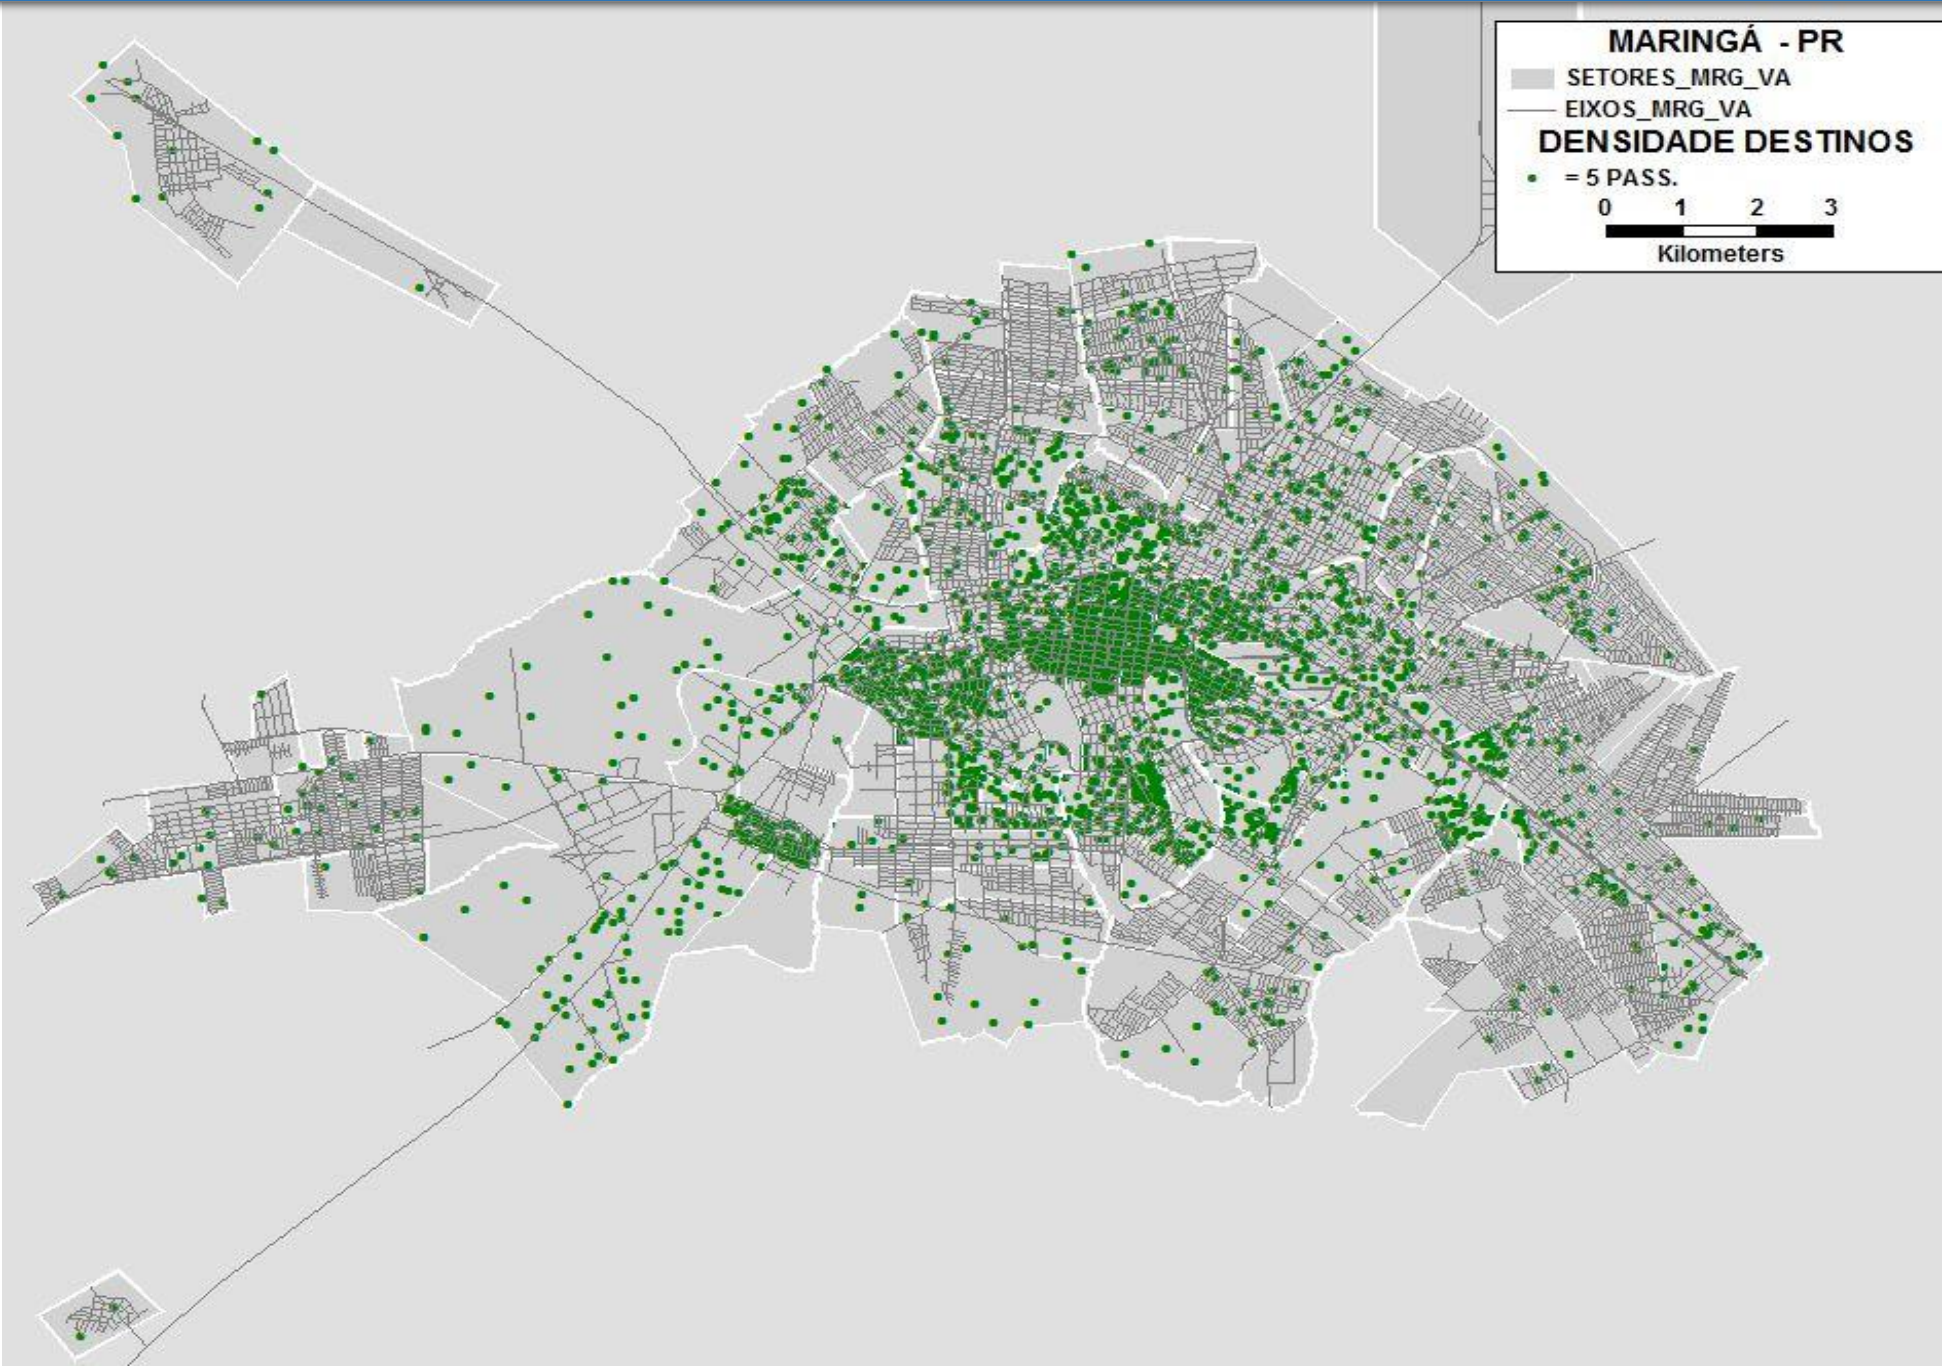 MARINGÁ - PR
SETORES_MRG_VA
EIXOS_MRG_VA
DENSIDADE DESTINOS
= 5 PASS.
0 1 2 3
Kilometers